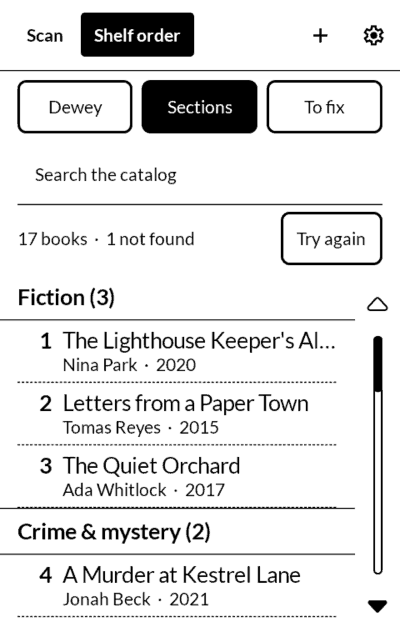 Scan
Shelf order
+
Dewey
Sections
To fix
Search the catalog
17 books · 1 not found
Try again
Fiction (3)
1 The Lighthouse Keeper's Al...
Nina Park · 2020
2 Letters from a Paper Town
Tomas Reyes · 2015
3 The Quiet Orchard
Ada Whitlock · 2017
Crime & mystery (2)
4 A Murder at Kestrel Lane
Jonah Beck · 2021